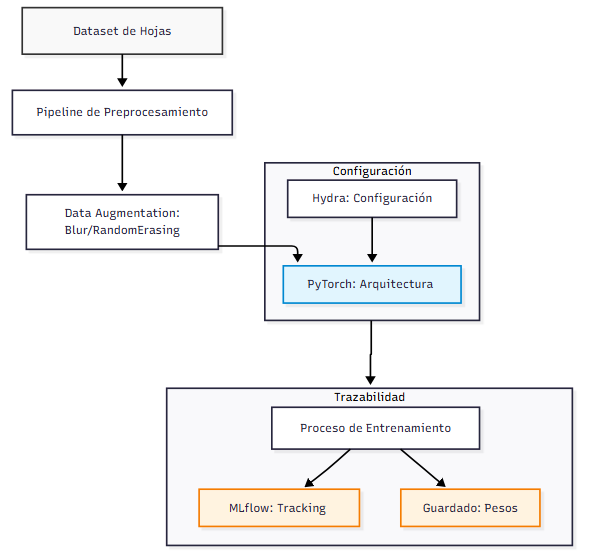 Dataset de Hojas
Pipeline de Preprocesamiento
Data Augmentation:
Blur/RandomErasing
Configuración
Hydra: Configuración
PyTorch: Arquitectura
Trazabilidad
Proceso de Entrenamiento
MLflow: Tracking
Guardado: Pesos